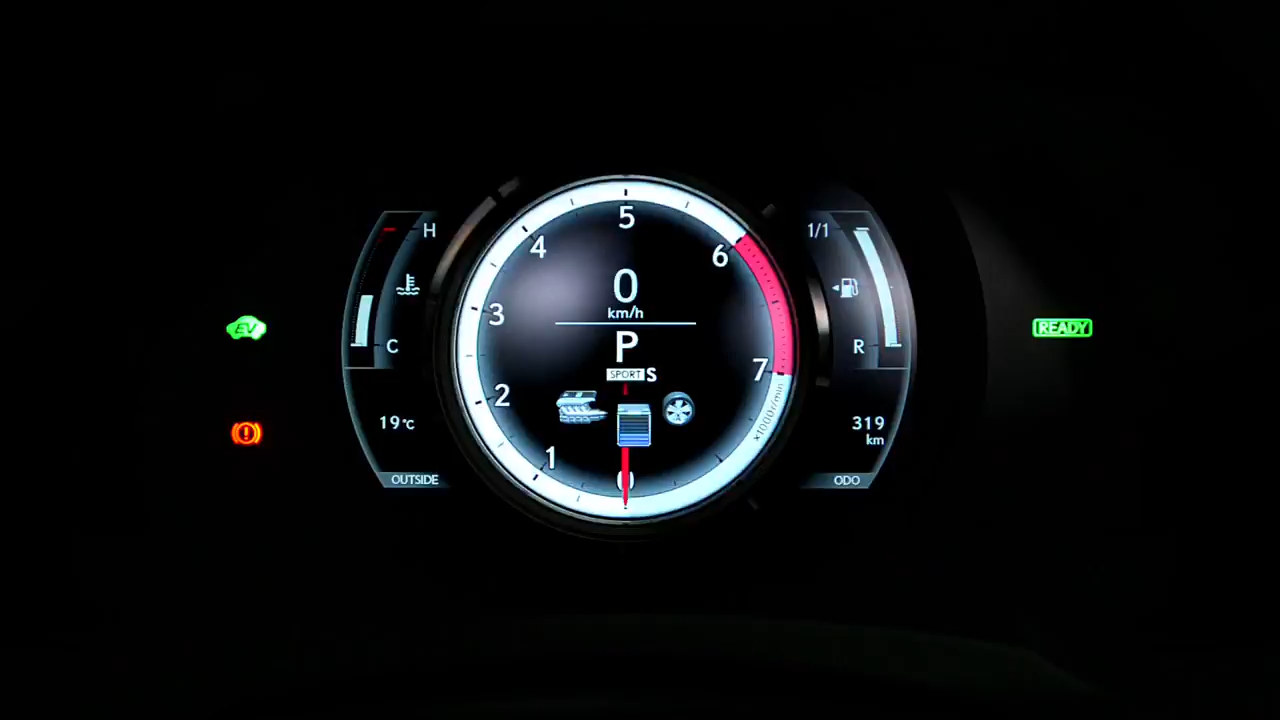 5
4
6
3
7
2
1
0
0
km/h
P
SPORT S
x1000r/min
H
C
19℃
OUTSIDE
1/1
R
319
km
ODO
EV
READY